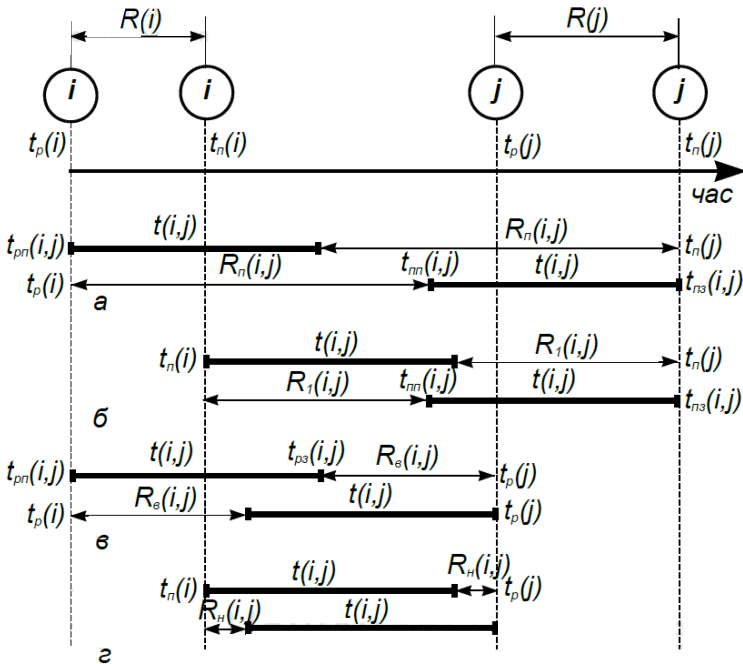 R(i) R(j)
i i j j
tр(i) tп(i) tр(j) tп(j)
час
t(i,j) Rп(i,j)
tрп(i,j) tп(j)
Rп(i,j) tпп(i,j) t(i,j)
tр(i) tпз(i,j)
а
t(i,j) R1(i,j)
tп(i) tп(j)
R1(i,j) tпп(i,j) t(i,j)
tпз(i,j)
б
t(i,j) tрз(i,j) Rв(i,j)
tрп(i,j) tр(j)
Rв(i,j) t(i,j)
tр(i) tр(j)
в
t(i,j) Rн(i,j)
tп(i) tр(j)
Rн(i,j) t(i,j)
г